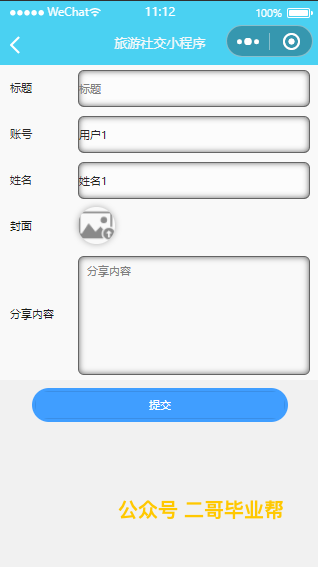 WeChat 11:12 100%
旅游社交小程序
标题 标题
账号 用户1
姓名 姓名1
封面
分享内容 分享内容
提交
公众号 二哥毕业帮